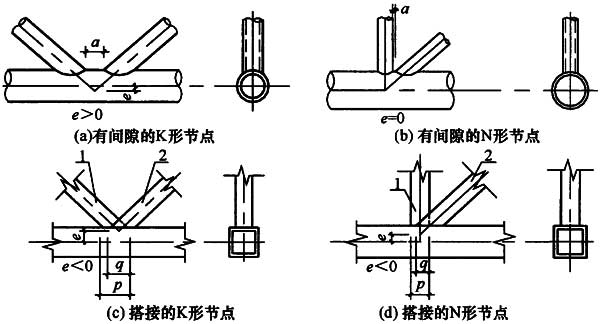 a
e
e>0
(a)有间隙的K形节点
a
e=0
(b) 有间隙的N形节点
1
2
e
e<0
q
p
(c) 搭接的K形节点
1
2
e
e<0
q
p
(d) 搭接的N形节点